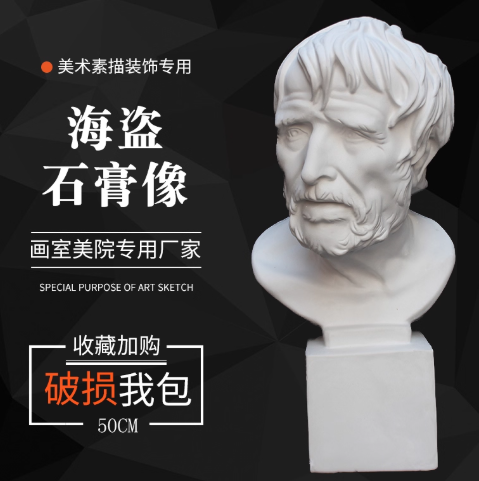 美术素描装饰专用
海盗
石膏像
画室美院专用厂家
SPECIAL PURPOSE OF ART SKETCH
收藏加购
破损我包
50CM